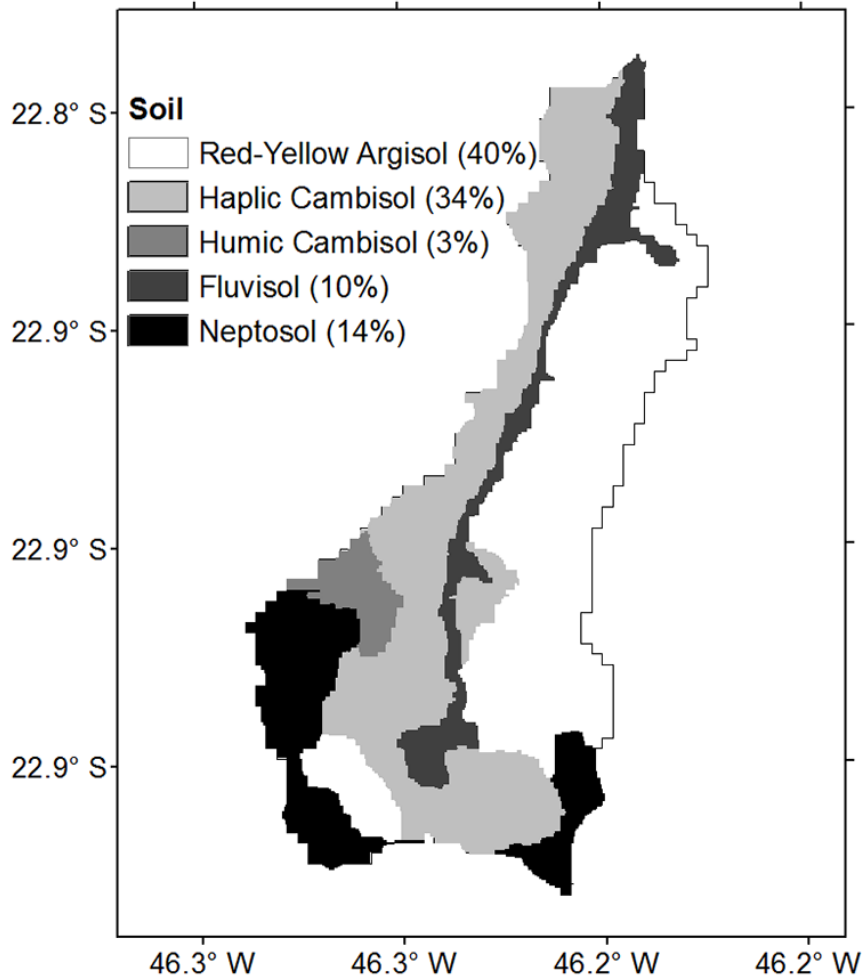 Soil
22.8° S
Red-Yellow Argisol (40%)
Haplic Cambisol (34%)
Humic Cambisol (3%)
Fluvisol (10%)
22.9° S
Neptosol (14%)
22.9° S
22.9° S
46.3° W
46.3° W
46.2° W
46.2° W